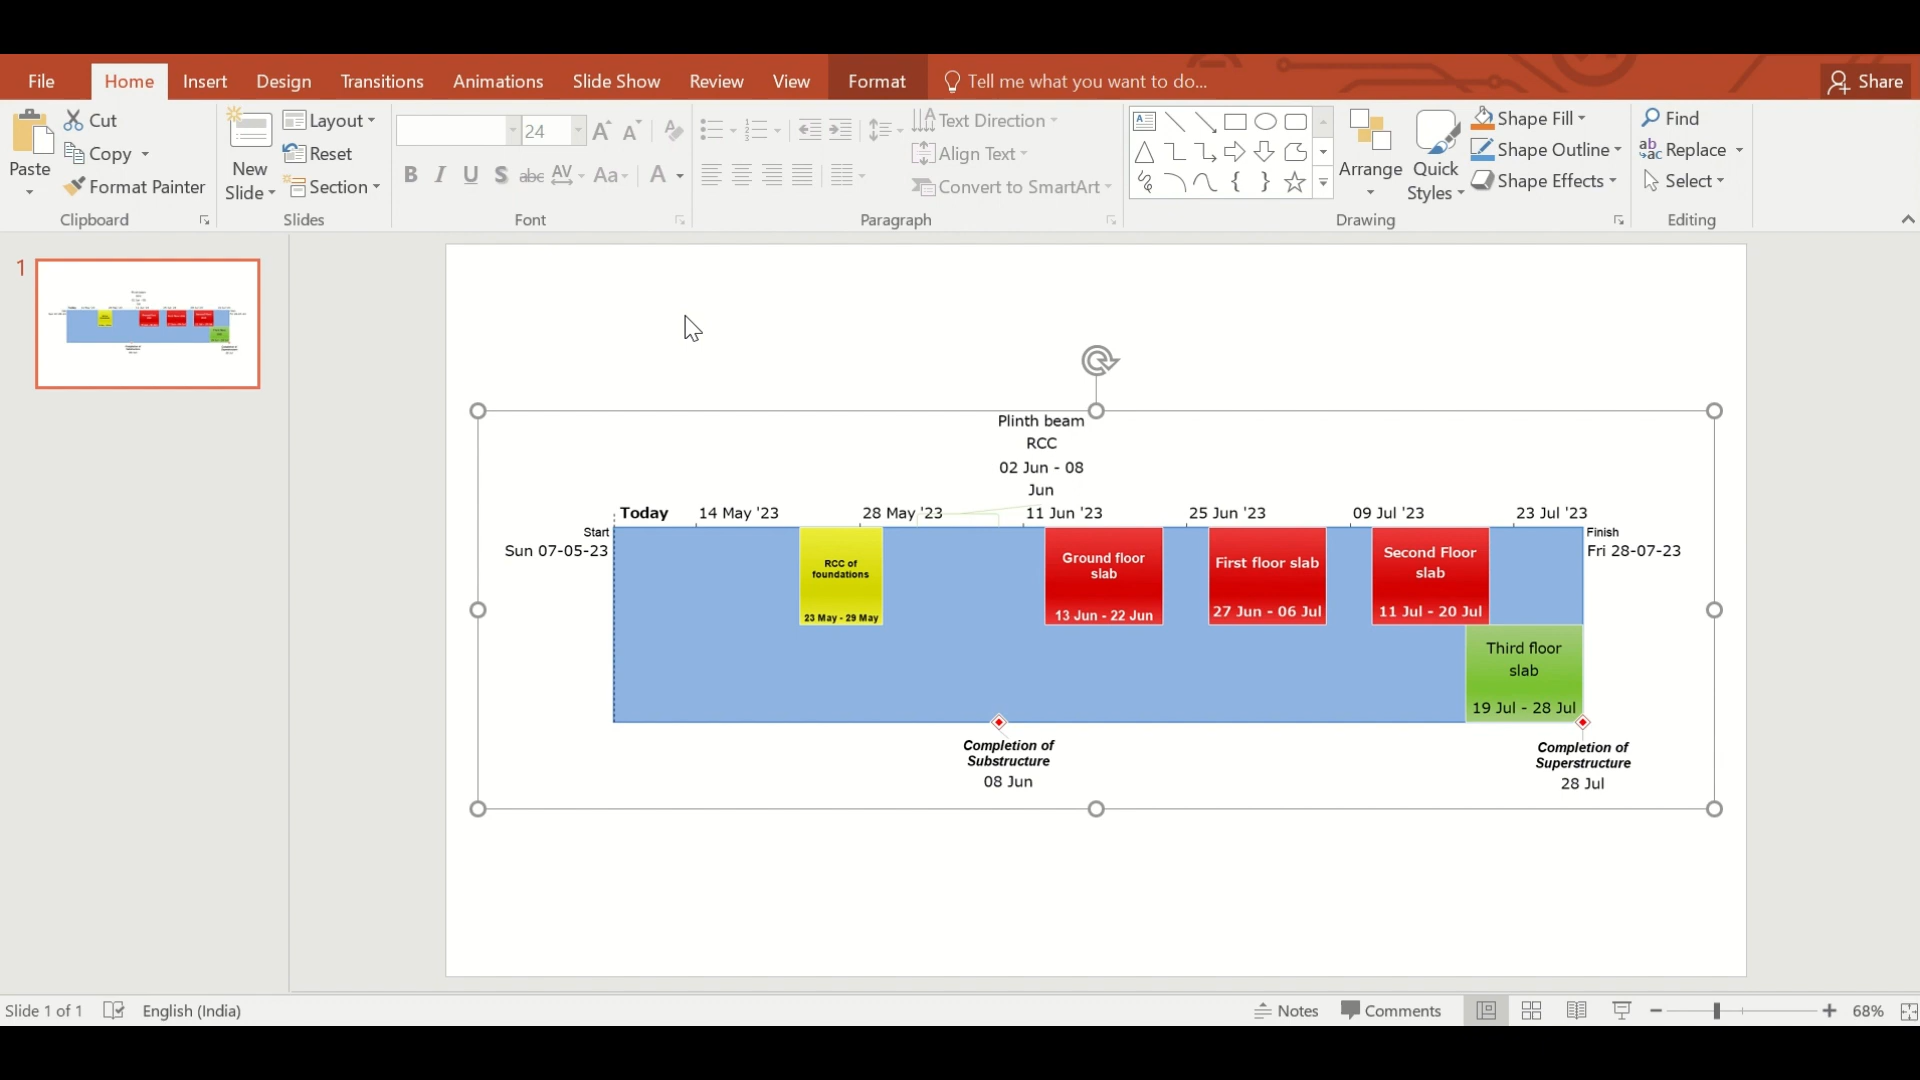 File Home Insert Design Transitions Animations Slide Show Review View Format Tell me what you want to do... Share
Paste
Cut
Copy
Format Painter
Clipboard
New
Slide
Layout
Reset
Section
Slides
24
B I U S abc AV Aa A
Font
Text Direction
Align Text
Convert to SmartArt
Paragraph
Arrange
Quick
Styles
Shape Fill
Shape Outline
Shape Effects
Drawing
Find
Replace
Select
Editing
1
Plinth beam
RCC
02 Jun - 08
Jun
Today 14 May '23 28 May '23 11 Jun '23 25 Jun '23 09 Jul '23 23 Jul '23
Start
Sun 07-05-23
Finish
Fri 28-07-23
RCC of
foundations
23 May - 29 May
Ground floor
slab
13 Jun - 22 Jun
First floor slab
27 Jun - 06 Jul
Second Floor
slab
11 Jul - 20 Jul
Third floor
slab
19 Jul - 28 Jul
Completion of
Substructure
08 Jun
Completion of
Superstructure
28 Jul
Slide 1 of 1 English (India) Notes Comments 68%